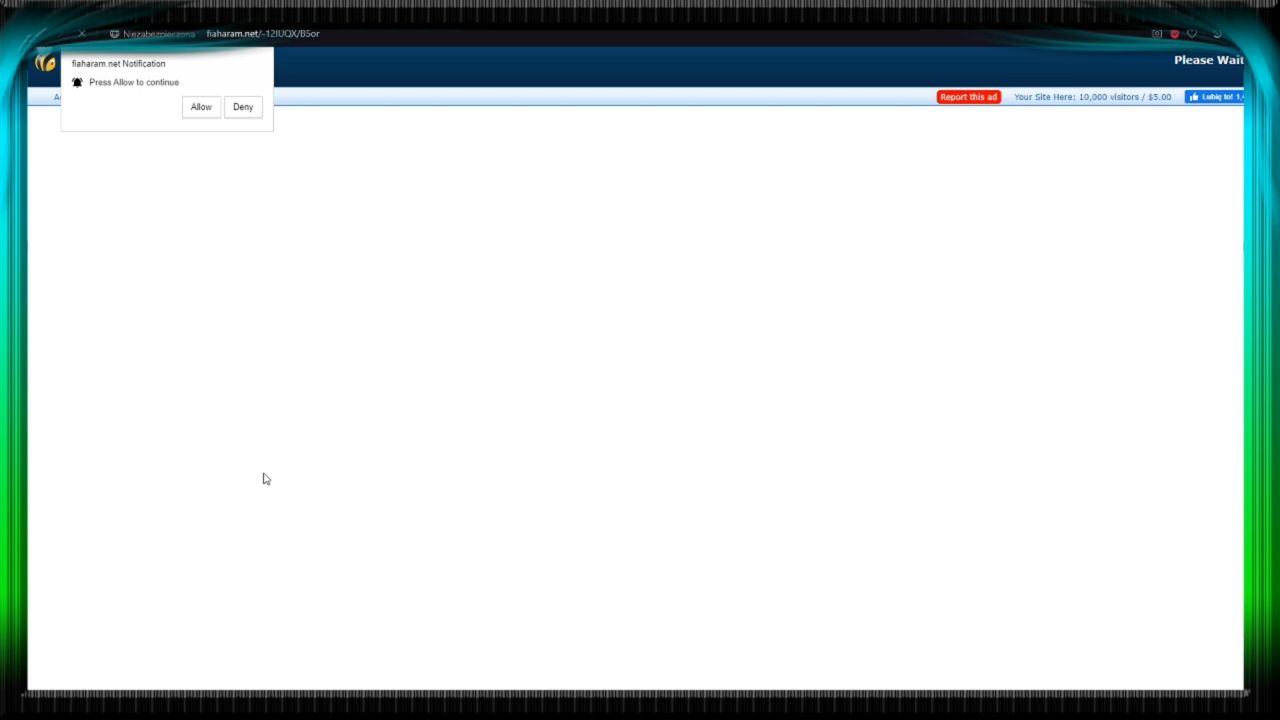 Niezabezpieczona fiaharam.net/-12IUQX/B5or
fiaharam.net Notification
Press Allow to continue
Allow Deny
Please Wait
Report this ad Your Site Here: 10,000 visitors / $5.00 Lubię to!